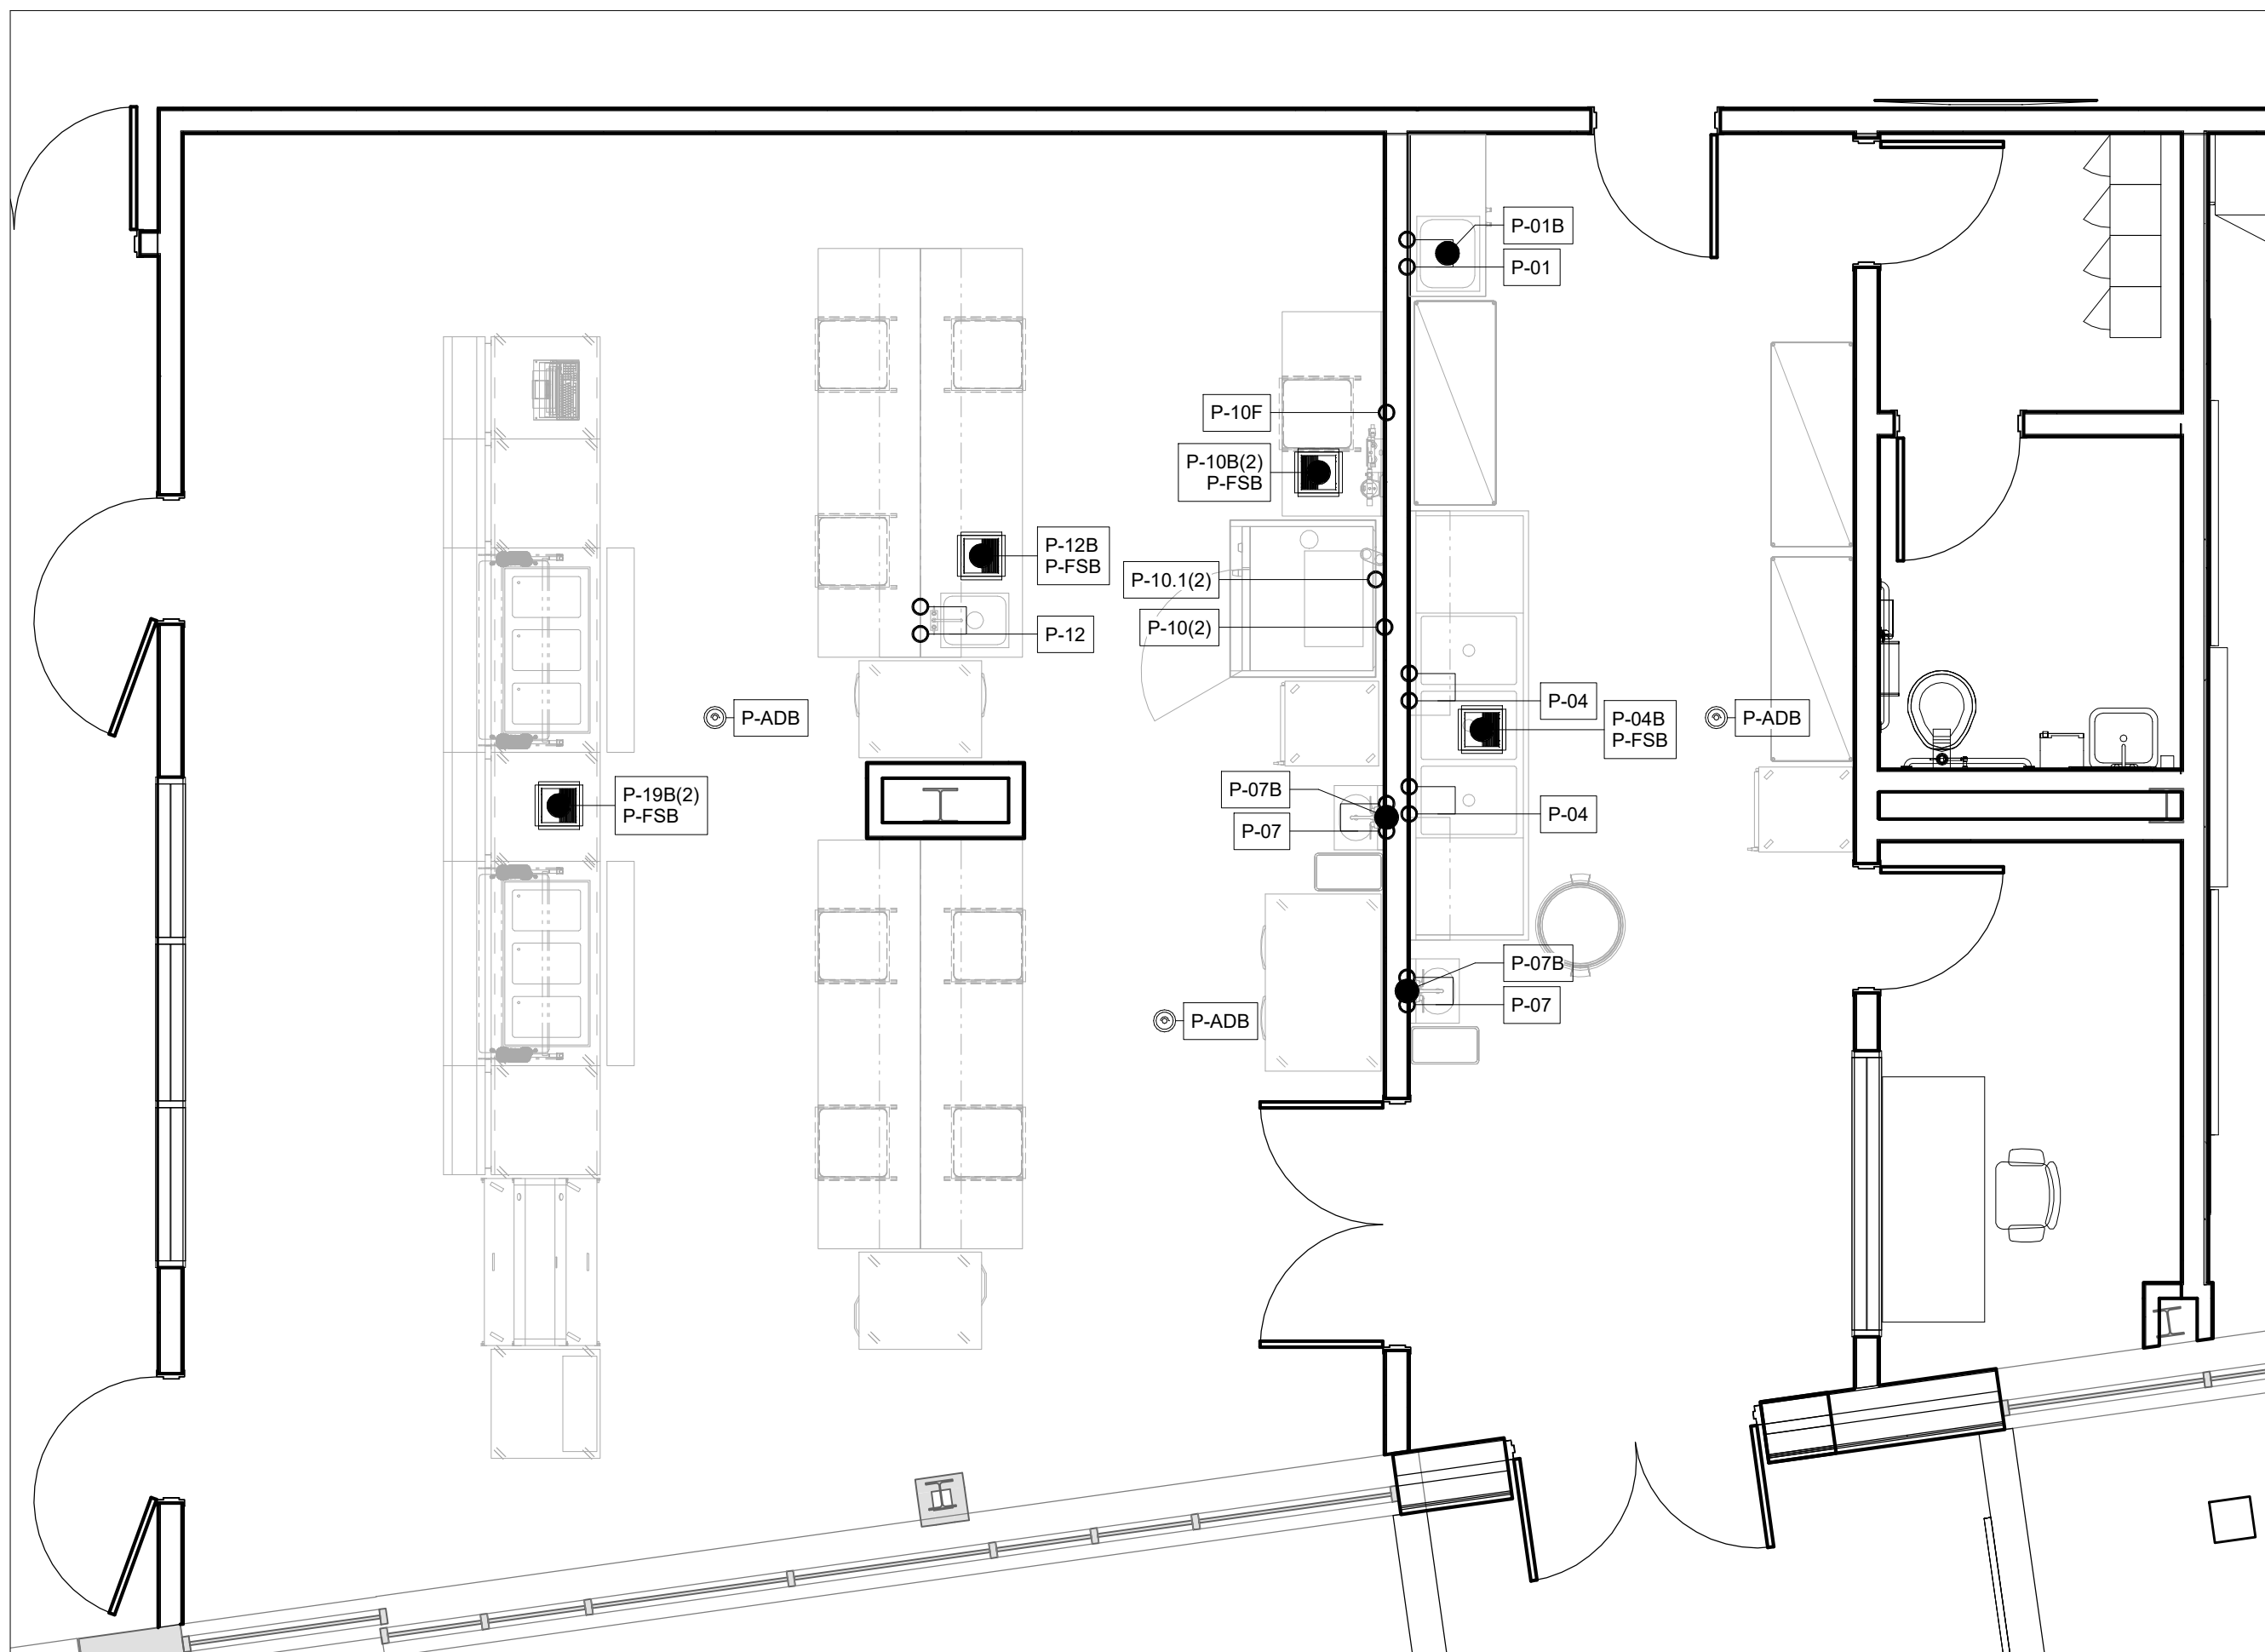 P-01B
P-01
P-10F
P-10B(2)
P-FSB
P-12B
P-FSB
P-10.1(2)
P-10(2)
P-12
P-04
P-ADB
P-04B
P-FSB
P-ADB
P-19B(2)
P-FSB
P-07B
P-04
P-07
P-07B
P-07
P-ADB